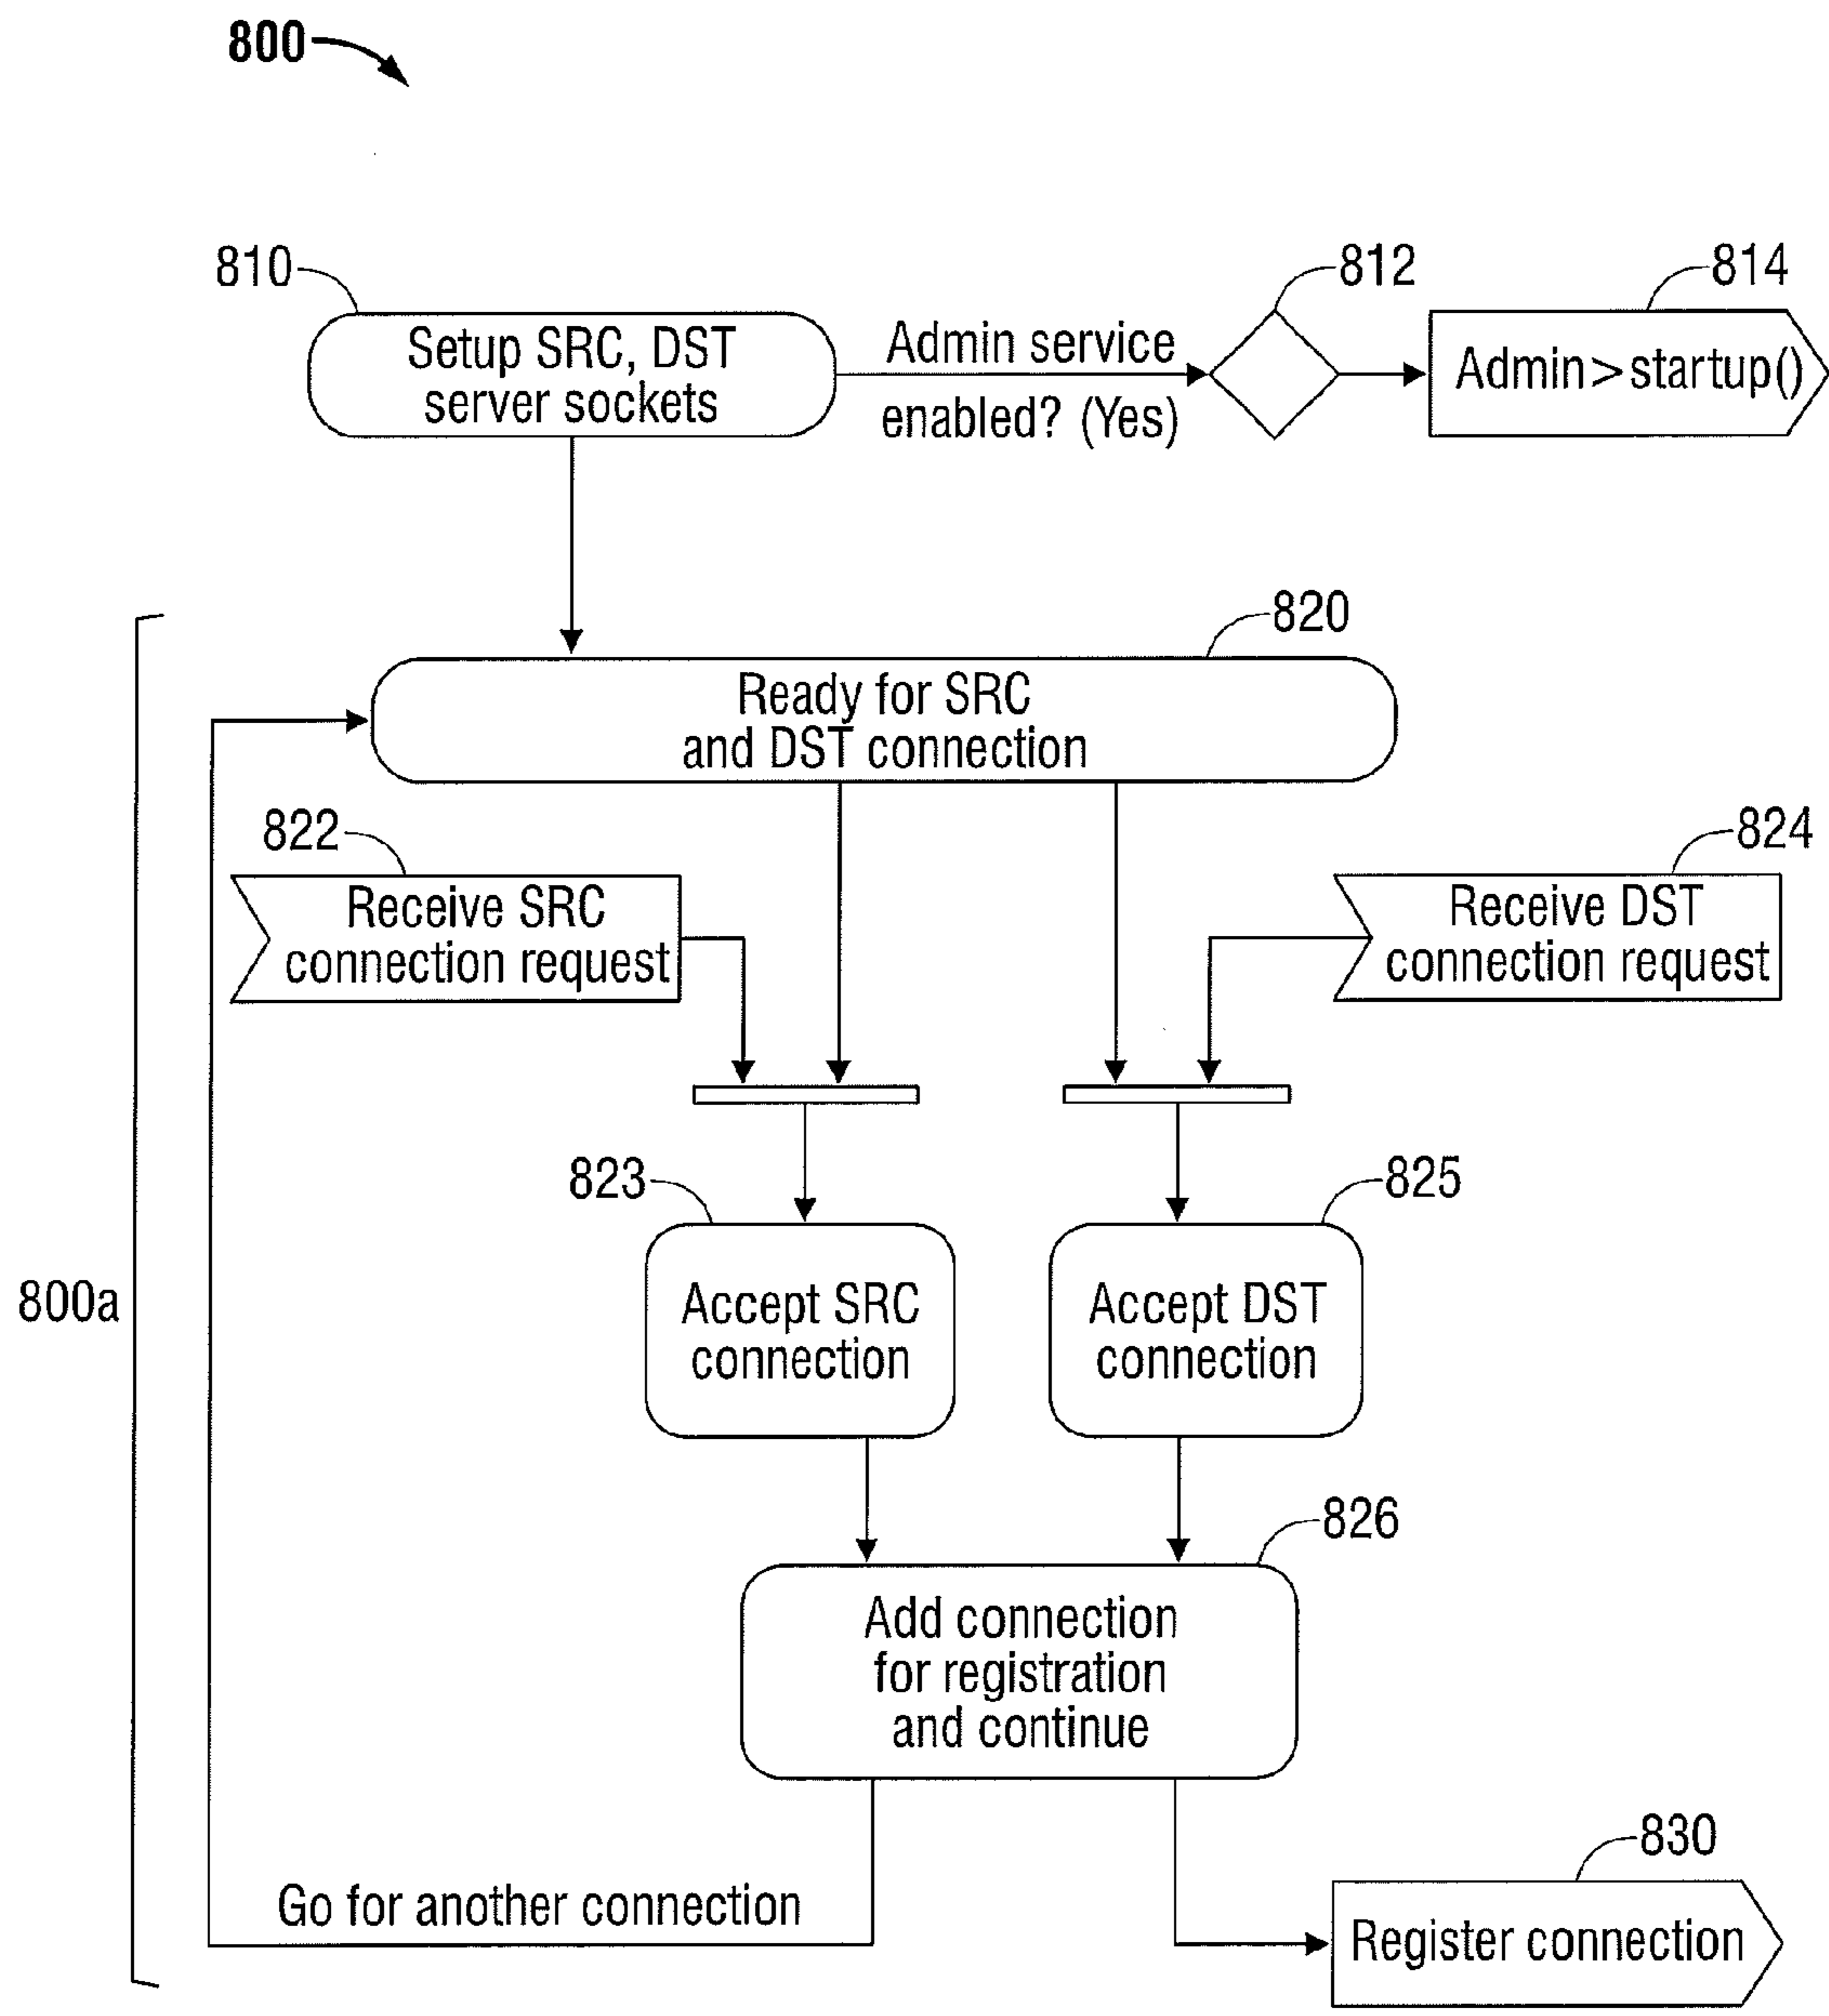 800
810
812
814
Setup SRC, DST
server sockets
Admin service
enabled? (Yes)
Admin>startup()
820
Ready for SRC
and DST connection
822
824
Receive SRC
connection request
Receive DST
connection request
823
825
800a
Accept SRC
connection
Accept DST
connection
826
Add connection
for registration
and continue
830
Go for another connection
Register connection